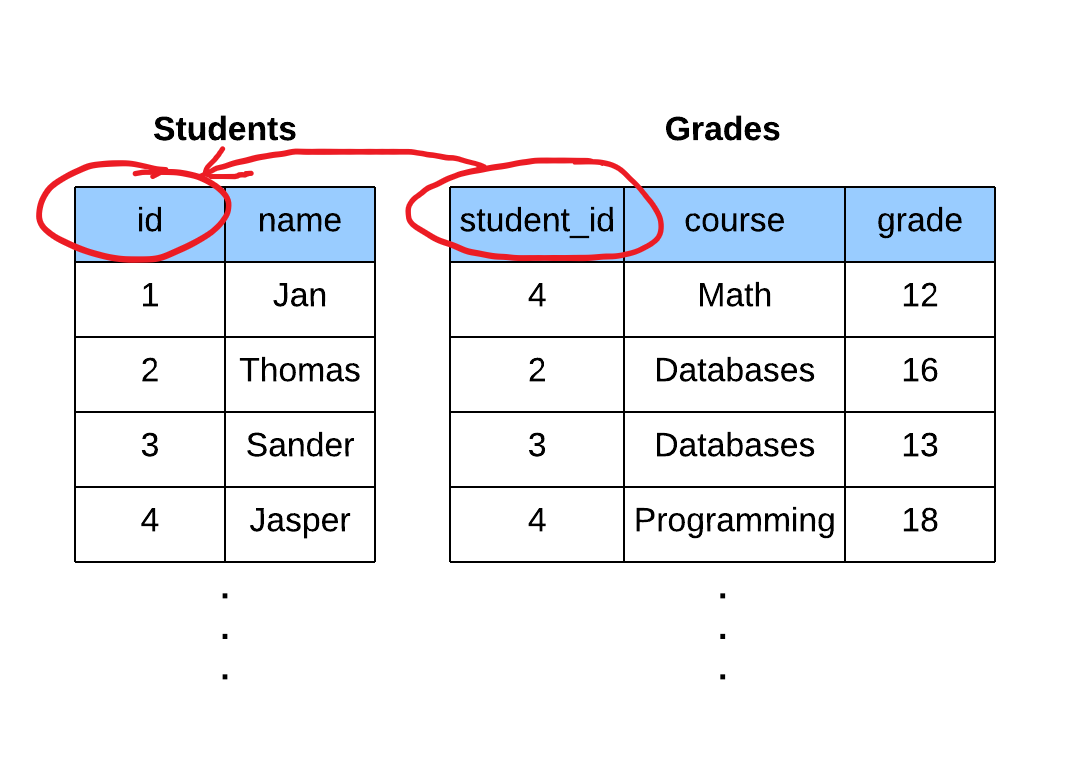 Students Grades
id name student_id course grade
1 Jan 4 Math 12
2 Thomas 2 Databases 16
3 Sander 3 Databases 13
4 Jasper 4 Programming 18
. .
. .
. .